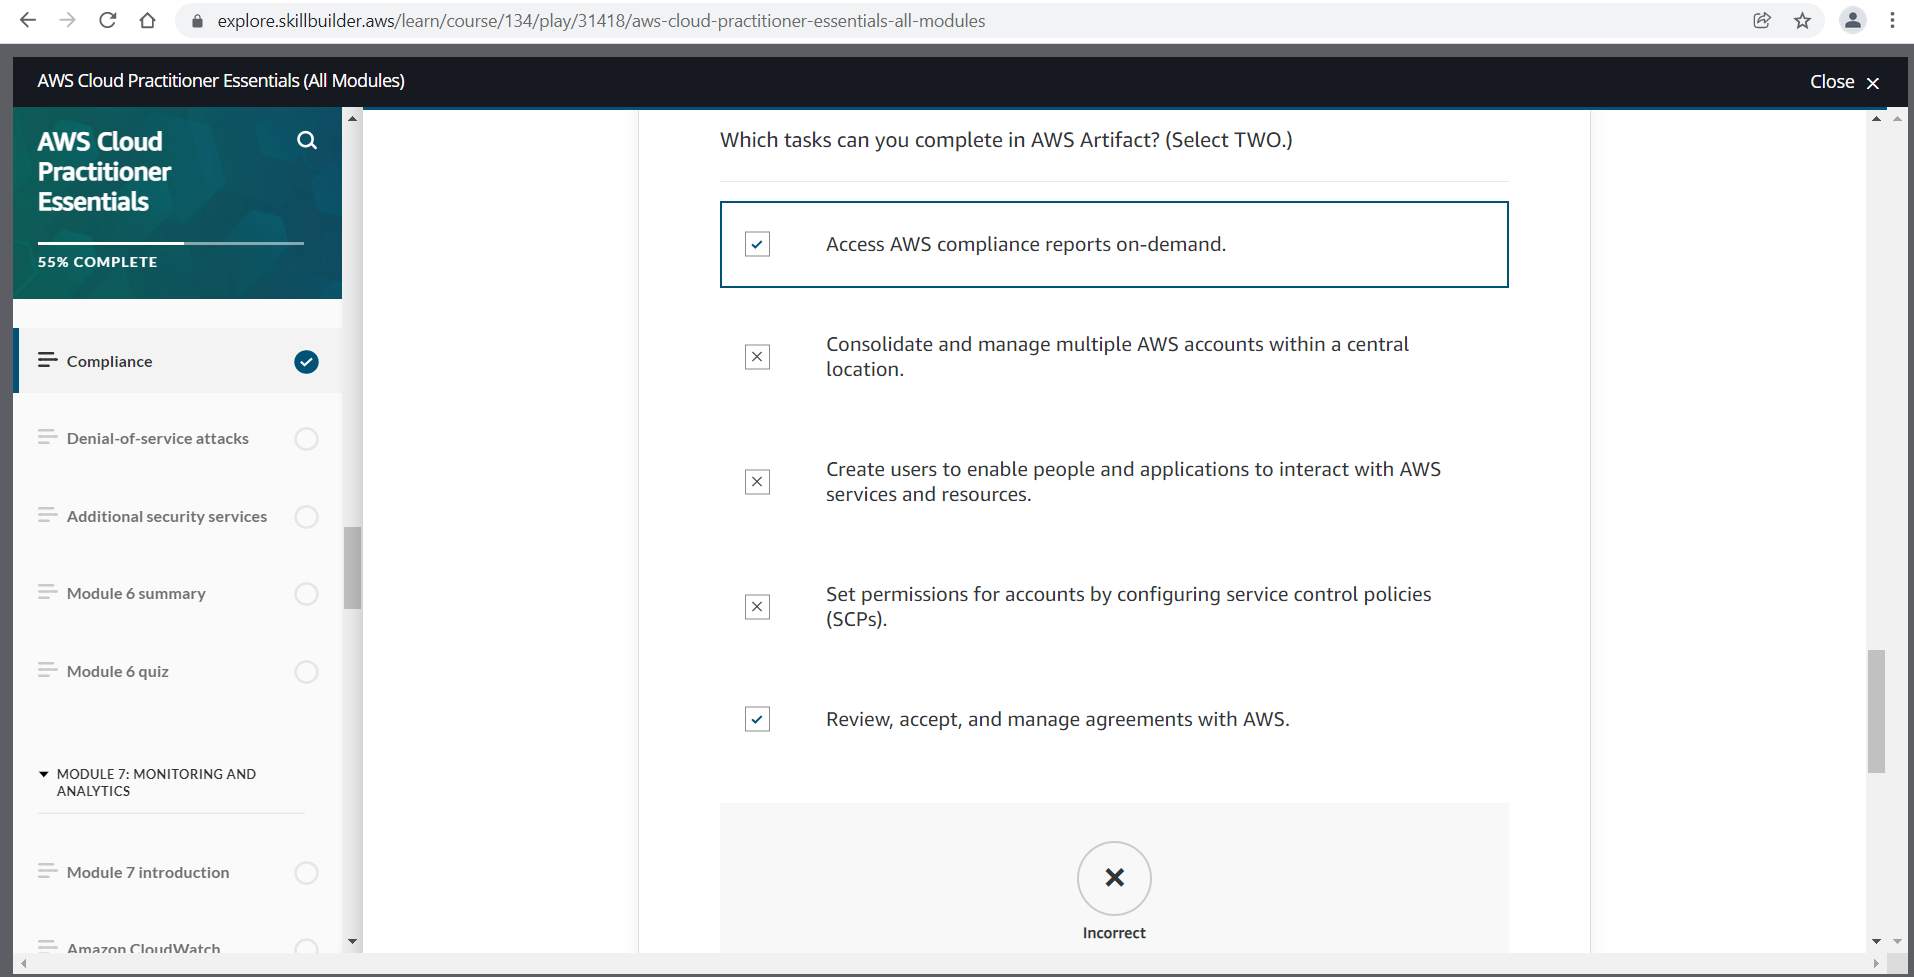 explore.skillbuilder.aws/learn/course/134/play/31418/aws-cloud-practitioner-essentials-all-modules
AWS Cloud Practitioner Essentials (All Modules)
Close
AWS Cloud
Practitioner
Essentials
55% COMPLETE
Compliance
Denial-of-service attacks
Additional security services
Module 6 summary
Module 6 quiz
MODULE 7: MONITORING AND
ANALYTICS
Module 7 introduction
Amazon CloudWatch
Which tasks can you complete in AWS Artifact? (Select TWO.)
Access AWS compliance reports on-demand.
Consolidate and manage multiple AWS accounts within a central
location.
Create users to enable people and applications to interact with AWS
services and resources.
Set permissions for accounts by configuring service control policies
(SCPs).
Review, accept, and manage agreements with AWS.
Incorrect